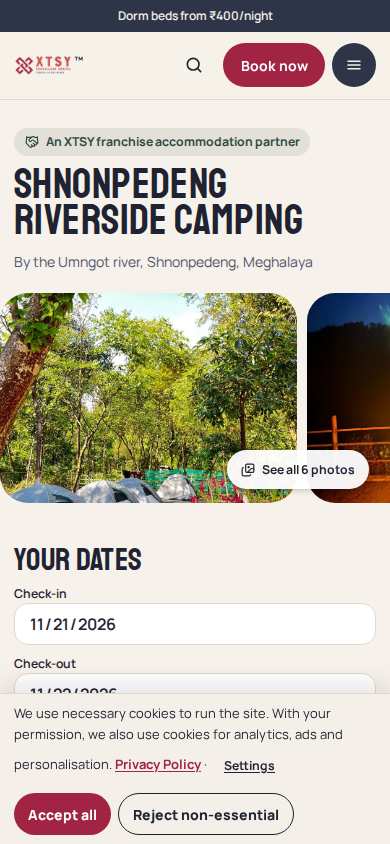 Dorm beds from ₹400/night
XTSY ™
Book now
An XTSY franchise accommodation partner
SHNONPEDENG
RIVERSIDE CAMPING
By the Umngot river, Shnonpedeng, Meghalaya
See all 6 photos
YOUR DATES
Check-in
11/21/2026
Check-out
We use necessary cookies to run the site. With your
permission, we also use cookies for analytics, ads and
personalisation. Privacy Policy · Settings
Accept all
Reject non-essential